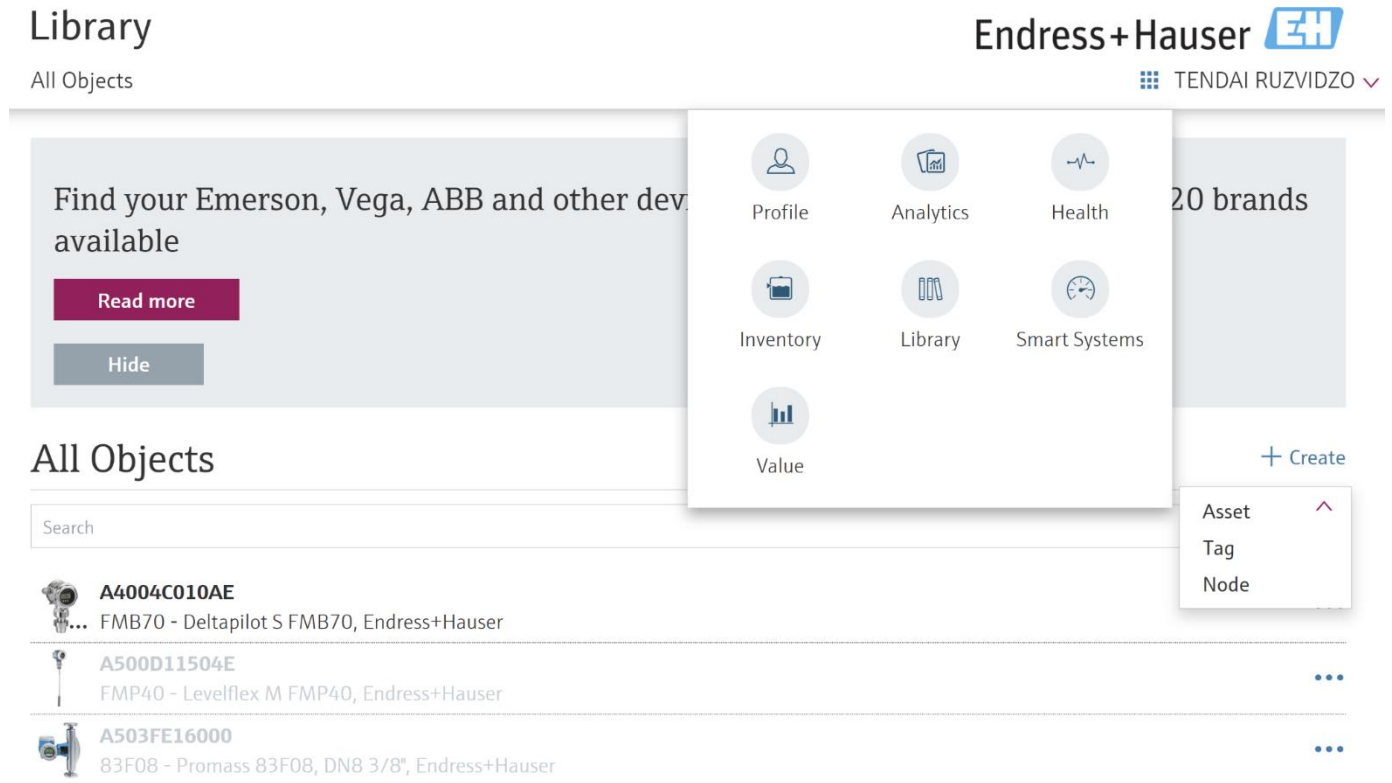 Library
Endress+Hauser EH
All Objects
TENDAI RUZVIDZO
Find your Emerson, Vega, ABB and other dev
20 brands
available
Read more
Hide
Profile
Analytics
Health
Inventory
Library
Smart Systems
Value
All Objects
+ Create
Search
Asset
Tag
Node
A4004C010AE
FMB70 - Deltapilot S FMB70, Endress+Hauser
A500D11504E
FMP40 - Levelflex M FMP40, Endress+Hauser
A503FE16000
83F08 - Promass 83F08, DN8 3/8", Endress+Hauser